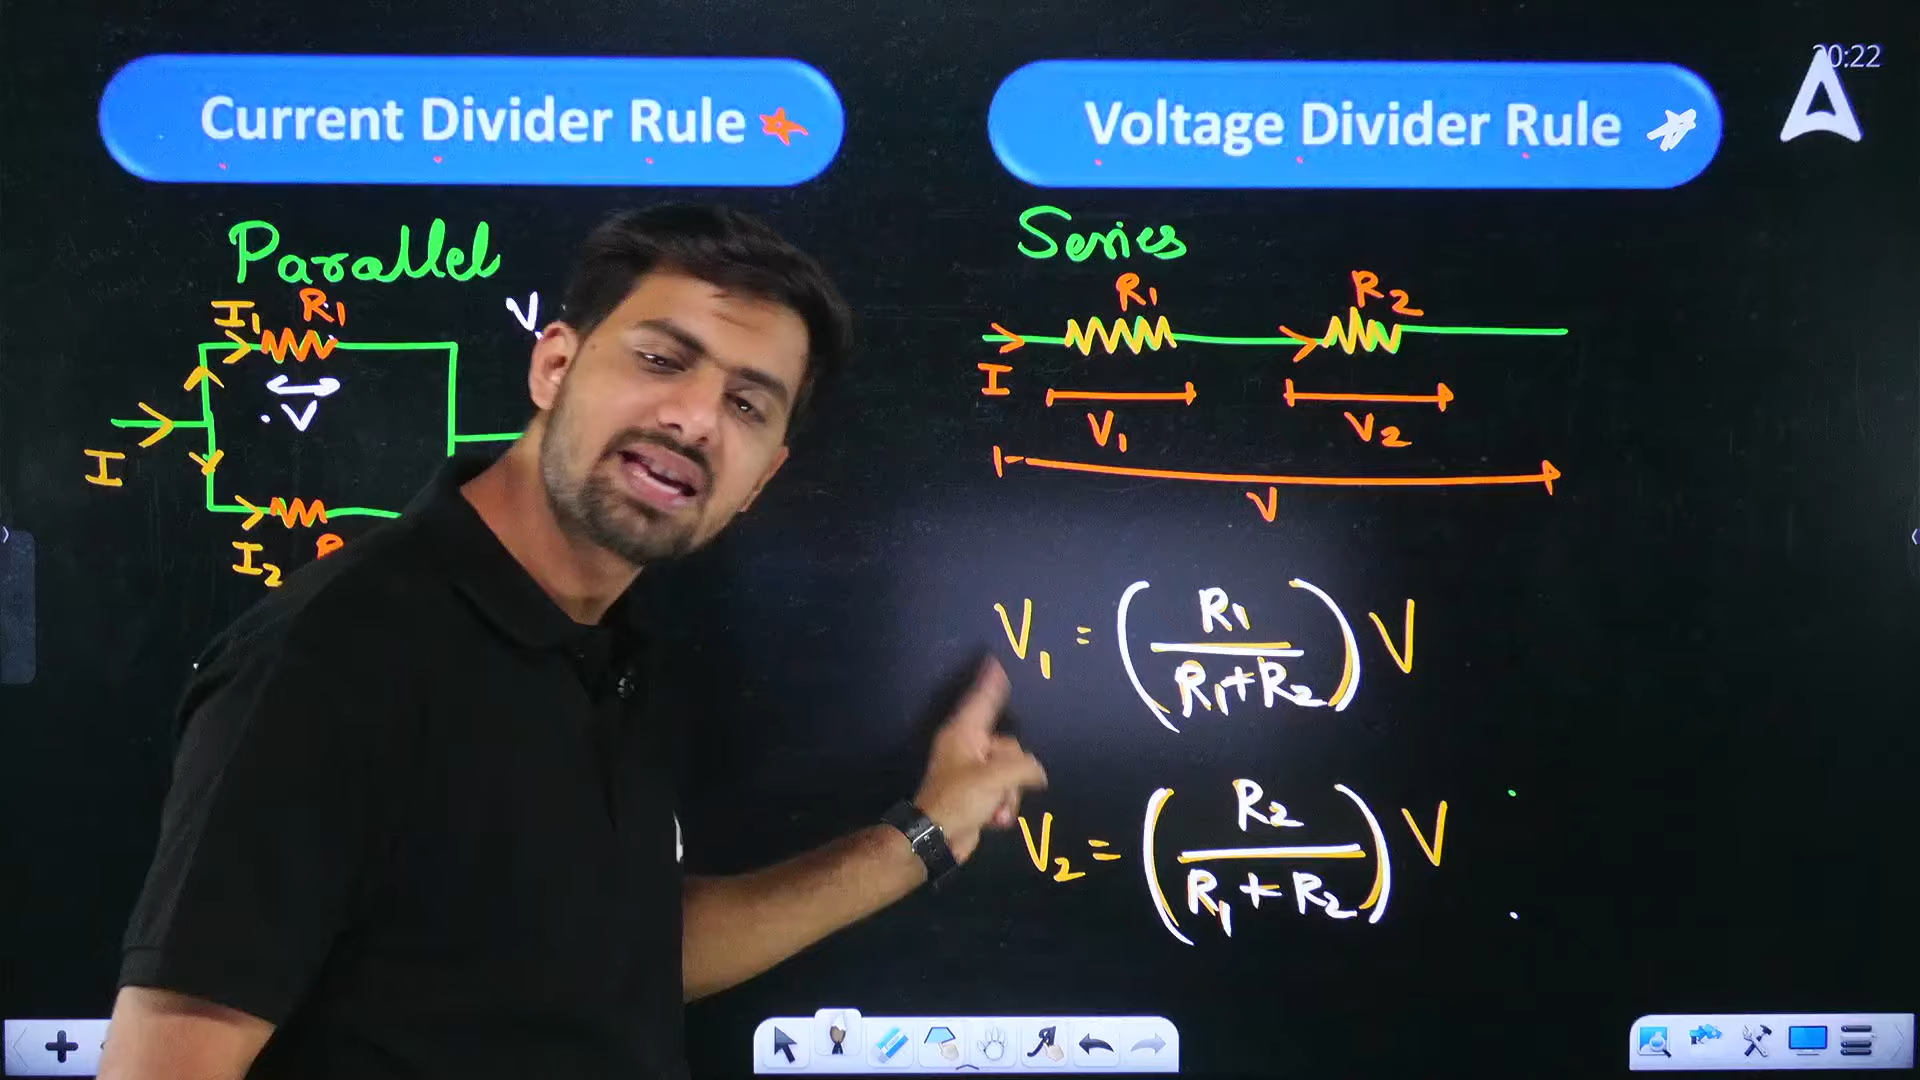 20:22
Current Divider Rule
Voltage Divider Rule
Parallel
Series
I₁ R₁
V
V
I
I₂
R₁ R₂
I
V₁ V₂
V
V₁ = (R₁ / R₁+R₂) V
V₂ = (R₂ / R₁+R₂) V